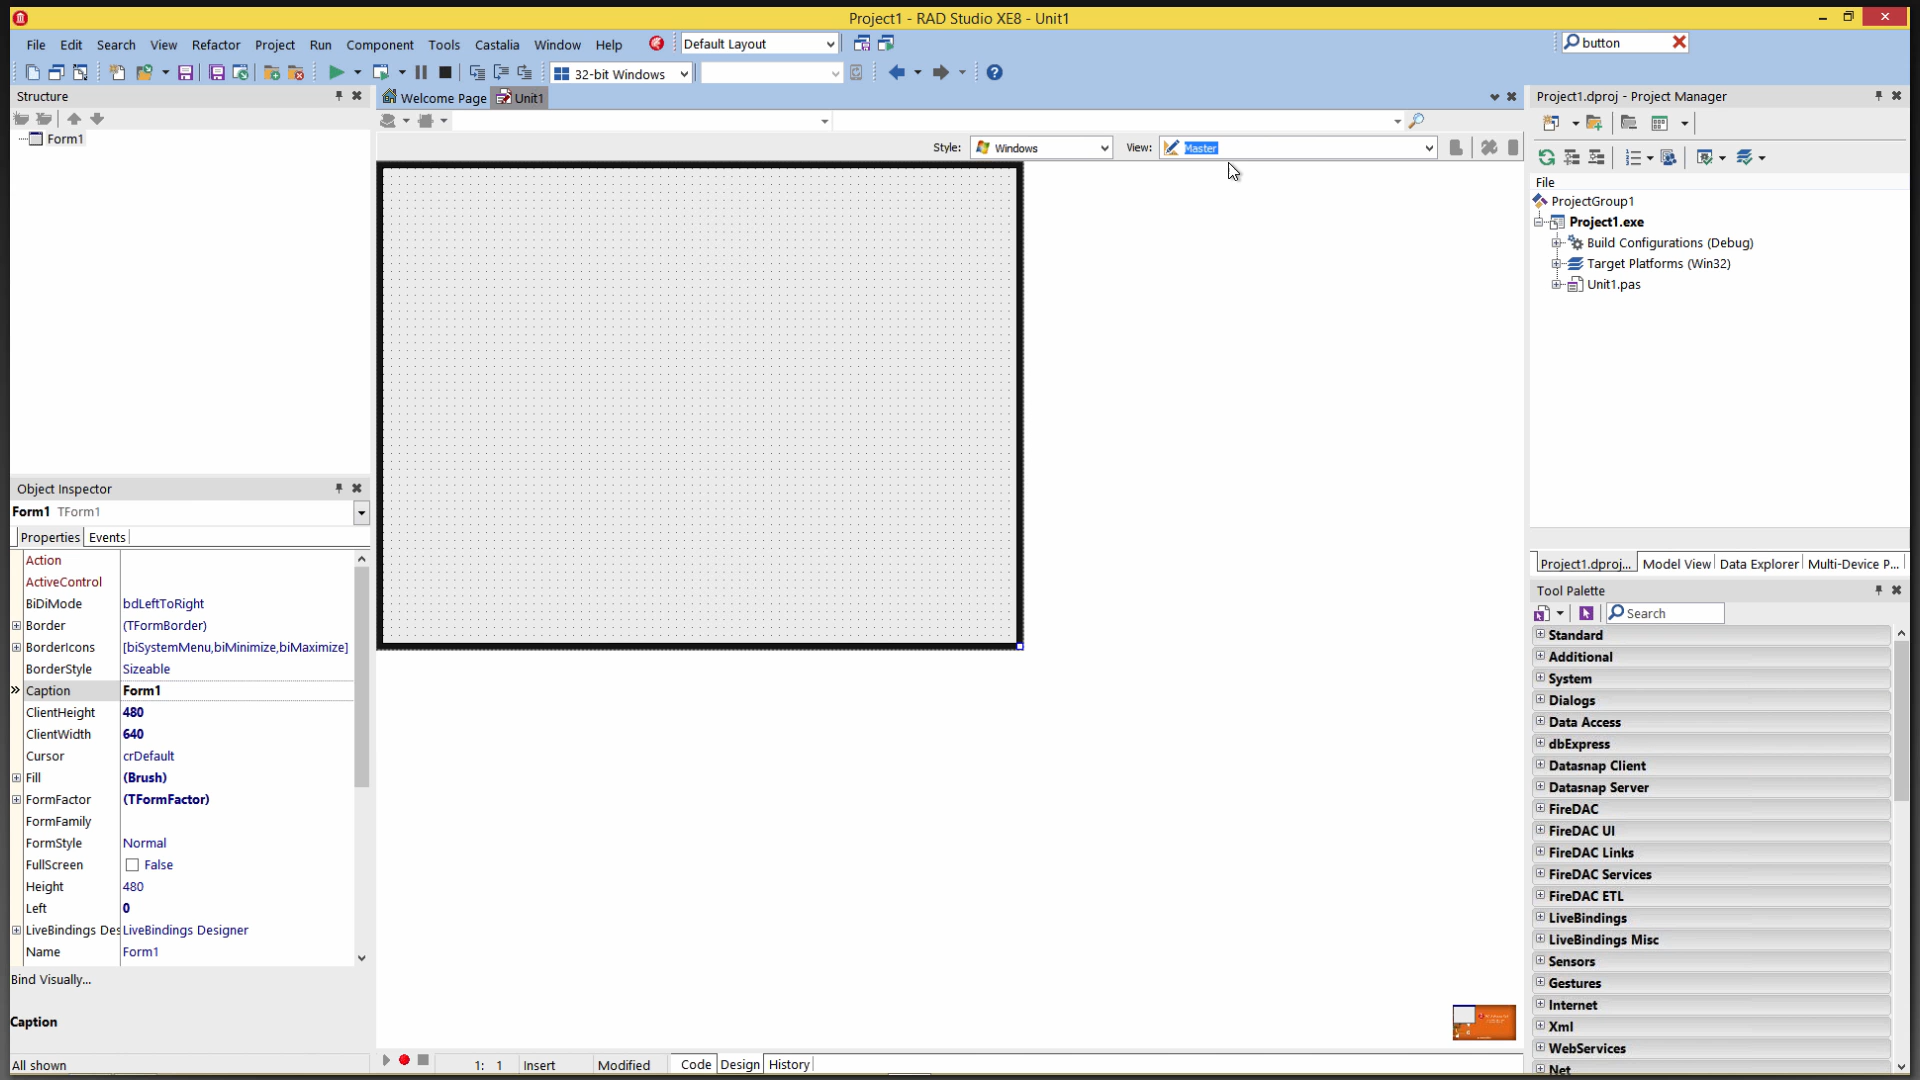 Project1 - RAD Studio XE8 - Unit1
File Edit Search View Refactor Project Run Component Tools Castalia Window Help
Default Layout
button
32-bit Windows
Structure
Form1
Welcome Page
Unit1
Style:
Windows
View:
Master
Project1.dproj - Project Manager
File
ProjectGroup1
Project1.exe
Build Configurations (Debug)
Target Platforms (Win32)
Unit1.pas
Project1.dproj...
Model View
Data Explorer
Multi-Device P...
Object Inspector
Form1 TForm1
Properties
Events
Action
ActiveControl
BiDiMode bdLeftToRight
Border (TFormBorder)
BorderIcons [biSystemMenu,biMinimize,biMaximize]
BorderStyle Sizeable
Caption Form1
ClientHeight 480
ClientWidth 640
Cursor crDefault
Fill (Brush)
FormFactor (TFormFactor)
FormFamily
FormStyle Normal
FullScreen False
Height 480
Left 0
LiveBindings Des LiveBindings Designer
Name Form1
Bind Visually...
Caption
All shown
1: 1
Insert
Modified
Code
Design
History
Tool Palette
Search
Standard
Additional
System
Dialogs
Data Access
dbExpress
Datasnap Client
Datasnap Server
FireDAC
FireDAC UI
FireDAC Links
FireDAC Services
FireDAC ETL
LiveBindings
LiveBindings Misc
Sensors
Gestures
Internet
Xml
WebServices
Net